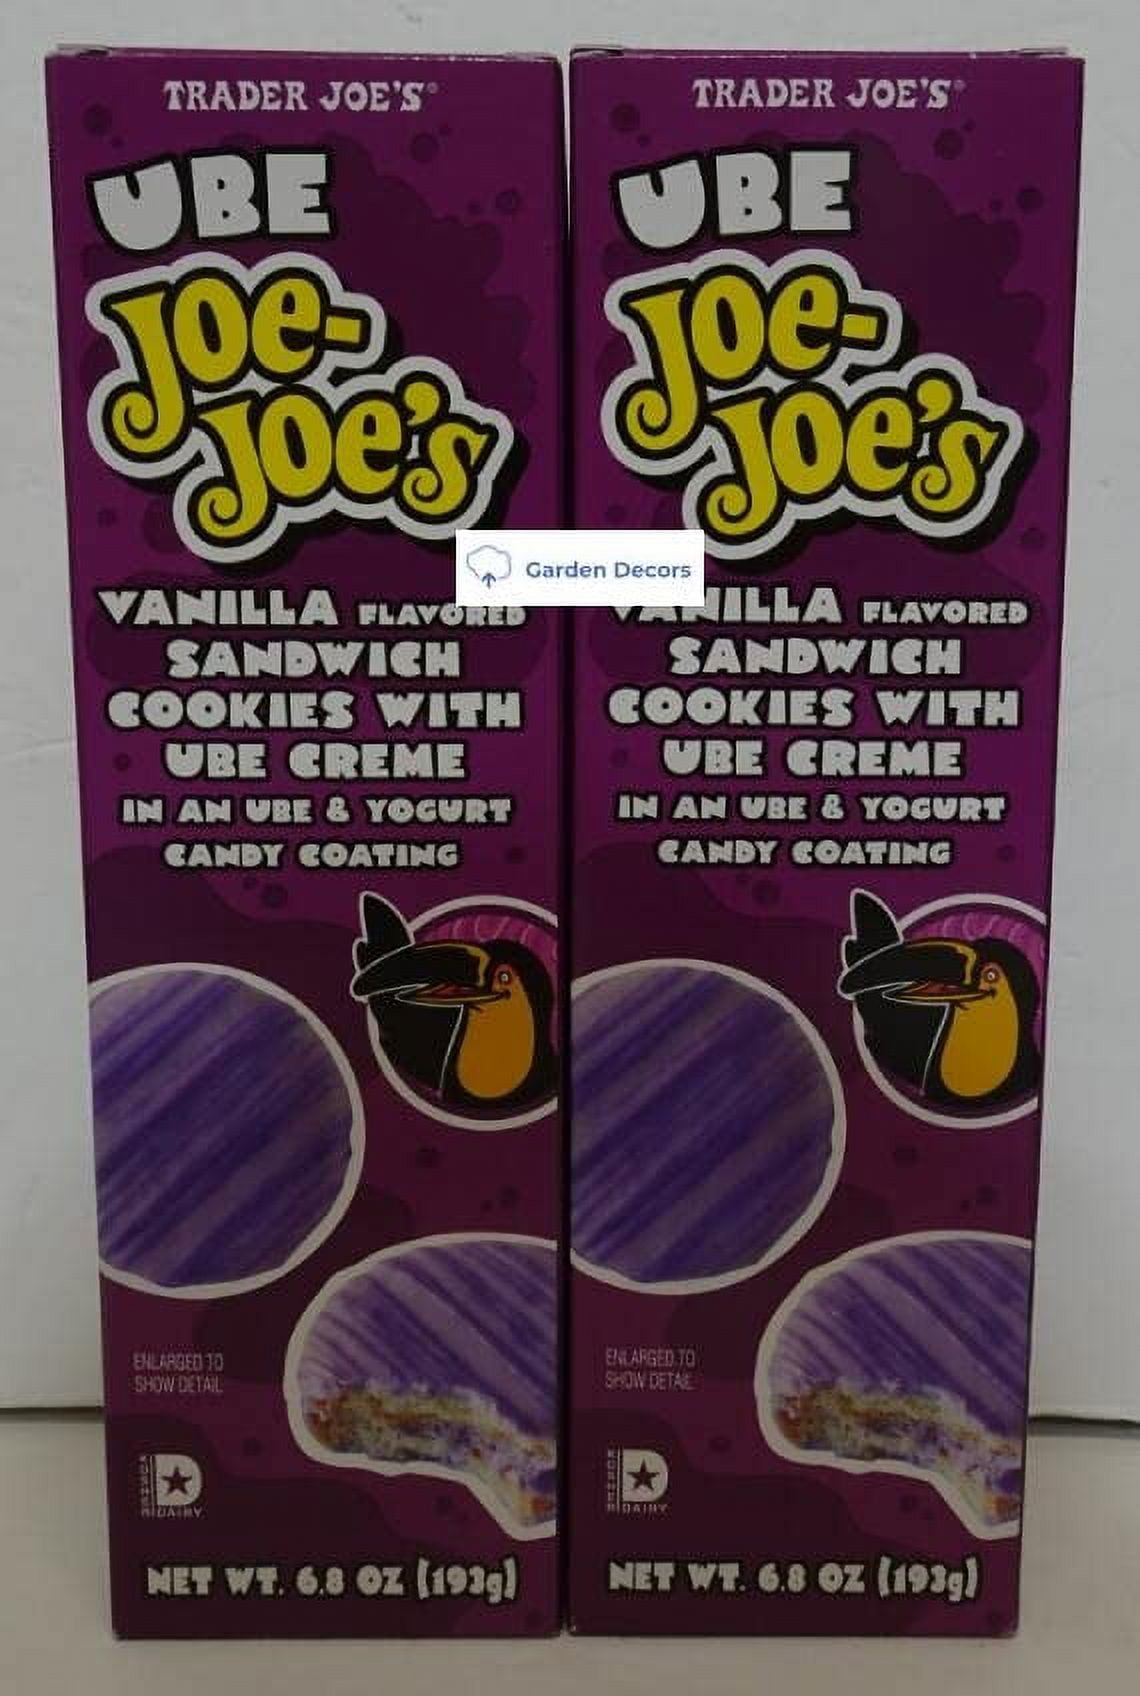 TRADER JOE'S®
UBE
JOE-
JOE'S
VANILLA FLAVORED
SANDWICH
COOKIES WITH
UBE CREME
IN AN UBE & YOGURT
CANDY COATING
ENLARGED TO
SHOW DETAIL
KOSHER
D
DAIRY
NET WT. 6.8 OZ (193g)
TRADER JOE'S®
UBE
JOE-
JOE'S
VANILLA FLAVORED
SANDWICH
COOKIES WITH
UBE CREME
IN AN UBE & YOGURT
CANDY COATING
ENLARGED TO
SHOW DETAIL
KOSHER
D
DAIRY
NET WT. 6.8 OZ (193g)
Garden Decors